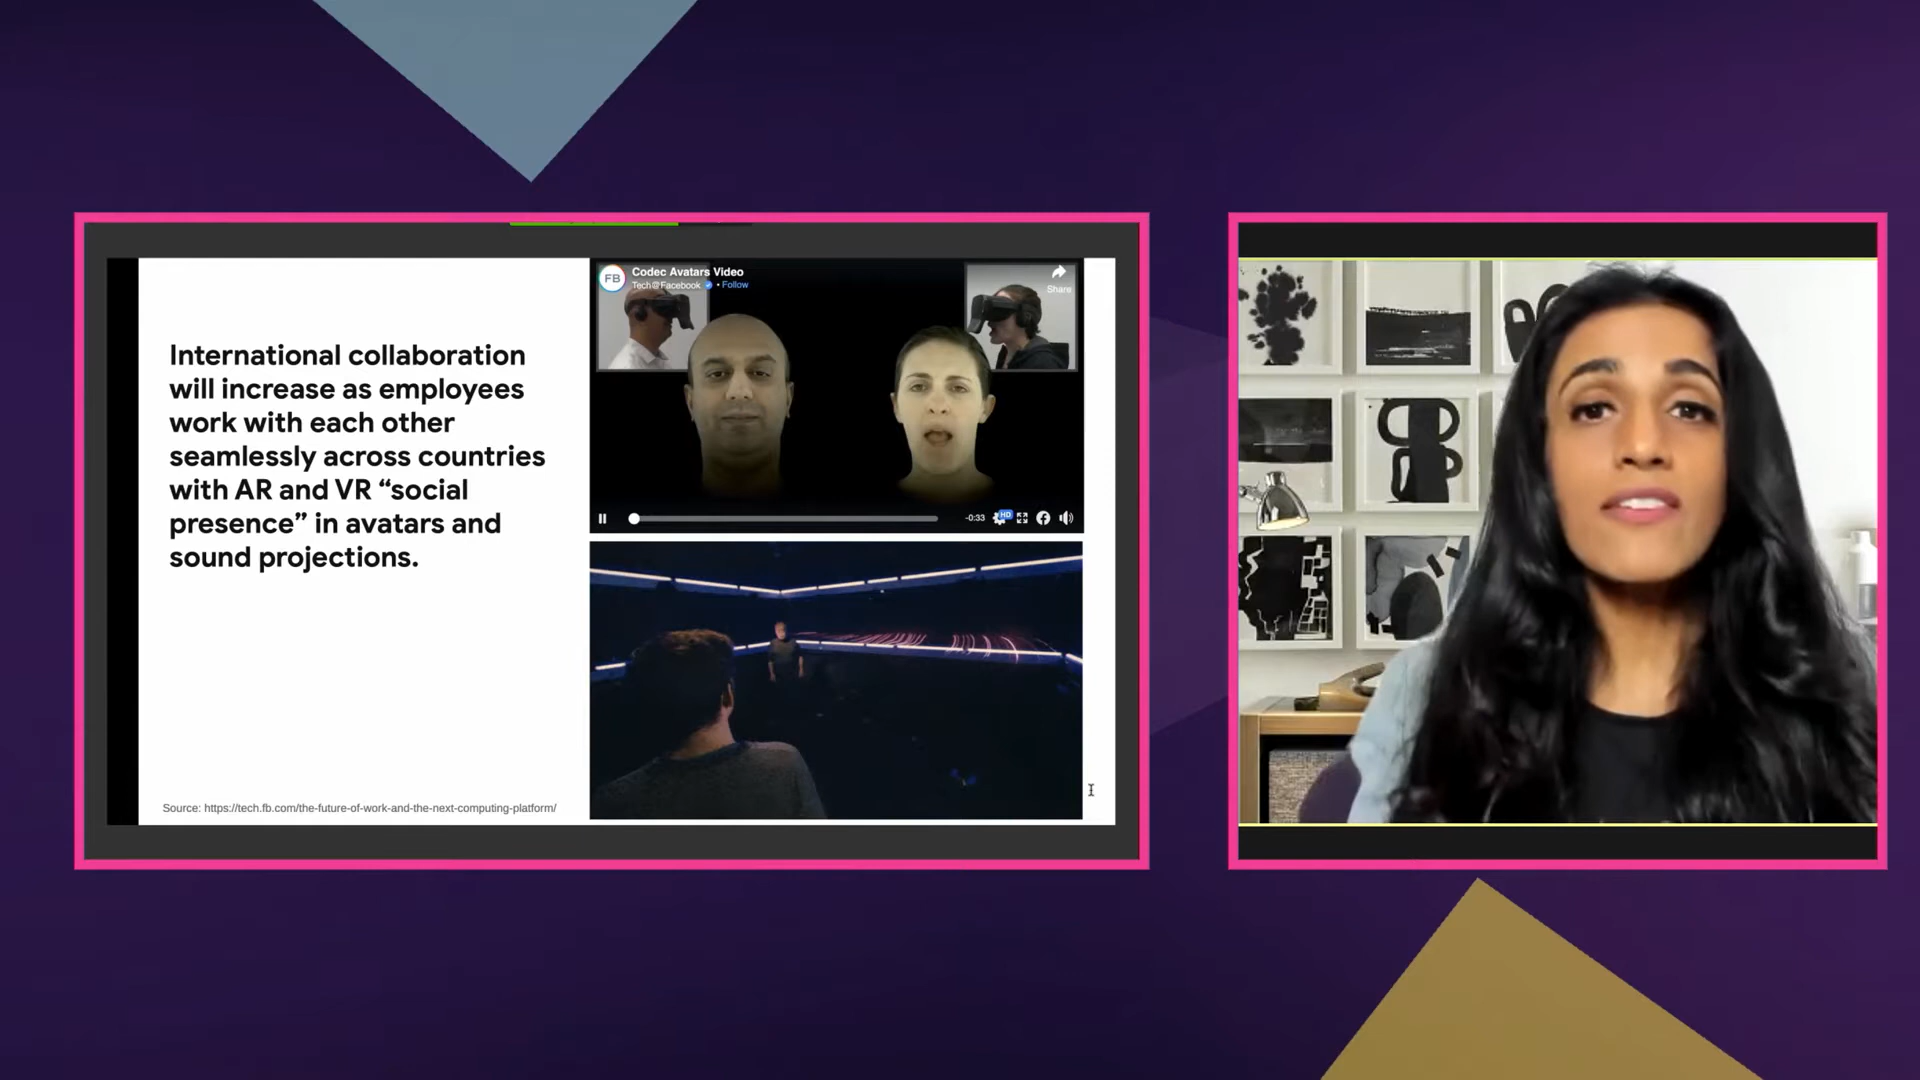 International collaboration
will increase as employees
work with each other
seamlessly across countries
with AR and VR “social
presence” in avatars and
sound projections.
Source: https://tech.fb.com/the-future-of-work-and-the-next-computing-platform/
FB
Codec Avatars Video
Tech@Facebook • Follow
Share
-0:33
HD